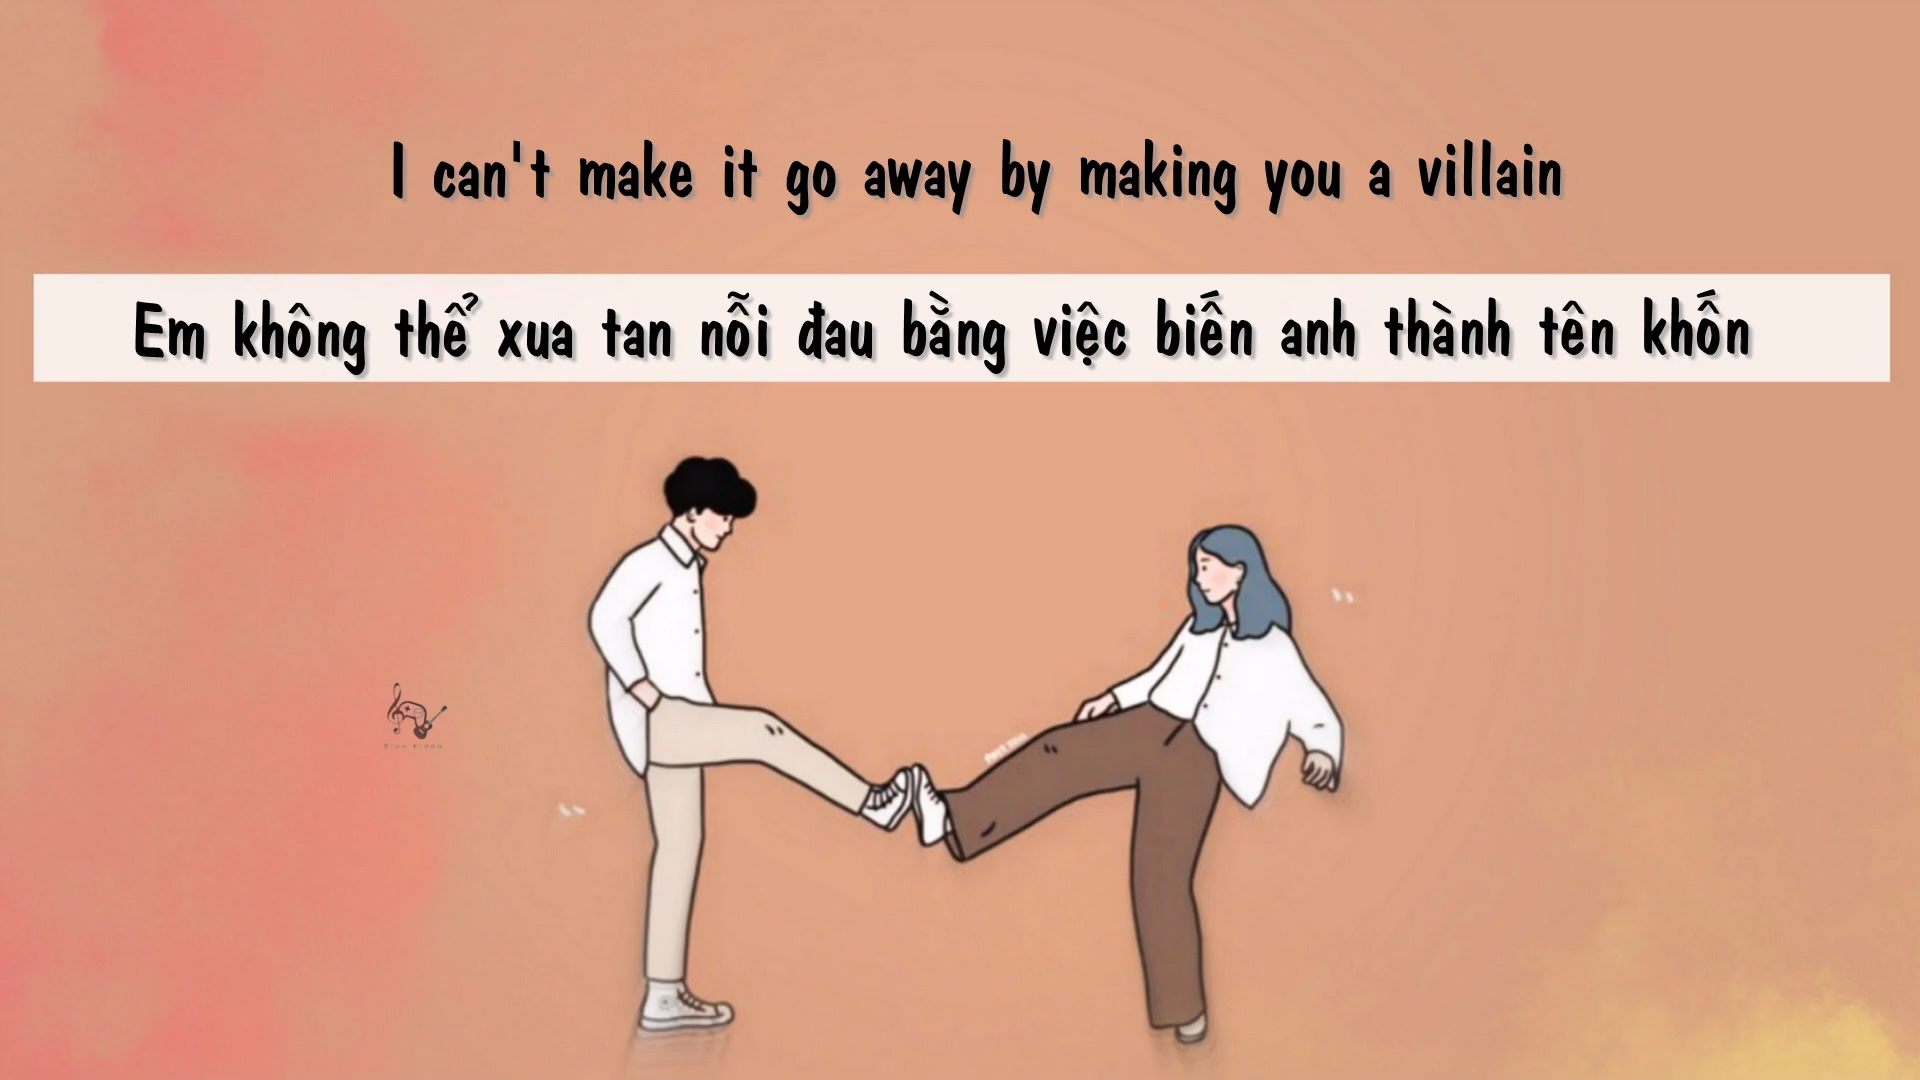 I can't make it go away by making you a villain
Em không thể xua tan nỗi đau bằng việc biến anh thành tên khốn